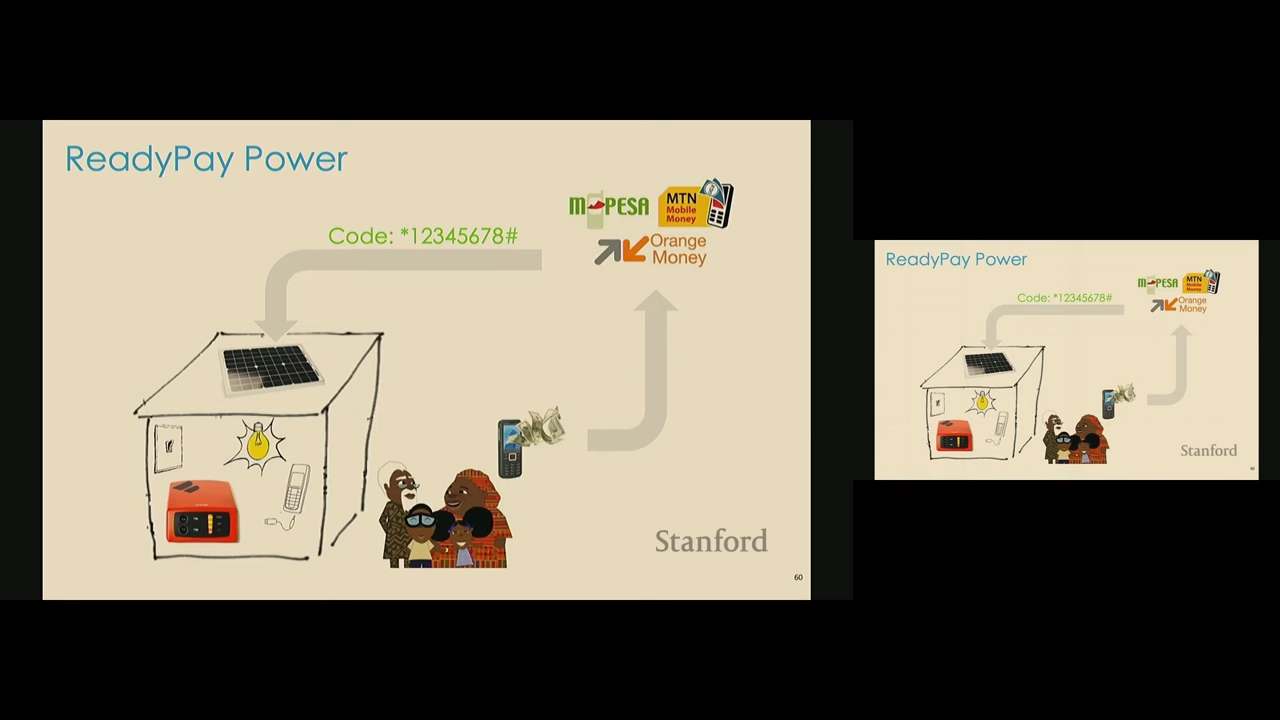 ReadyPay Power
M-PESA
MTN
Mobile
Money
Code: *12345678#
Orange
Money
Stanford
60
ReadyPay Power
M-PESA
MTN
Mobile
Money
Code: *12345678#
Orange
Money
Stanford
60